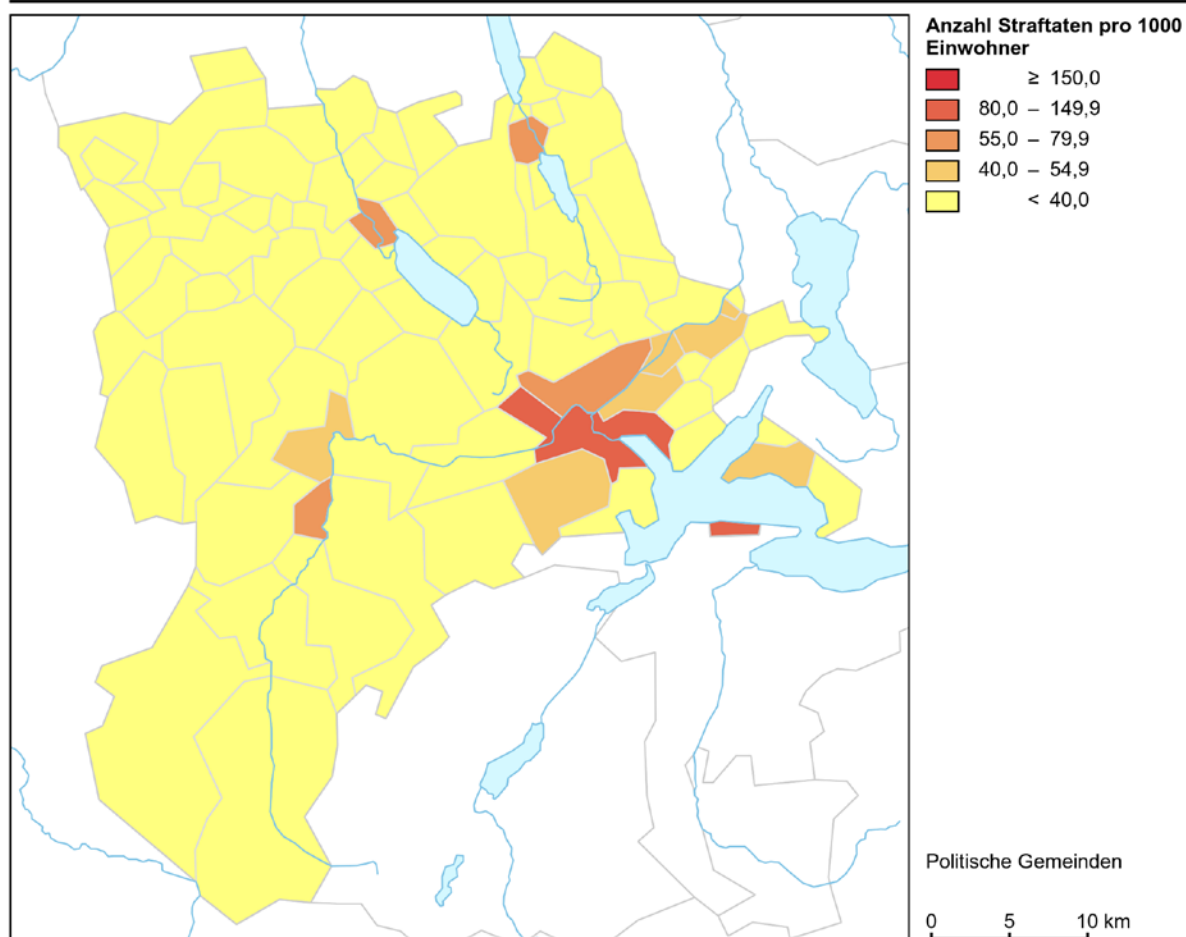 Anzahl Straftaten pro 1000
Einwohner
≥ 150,0
80,0 – 149,9
55,0 – 79,9
40,0 – 54,9
< 40,0
Politische Gemeinden
0 5 10 km